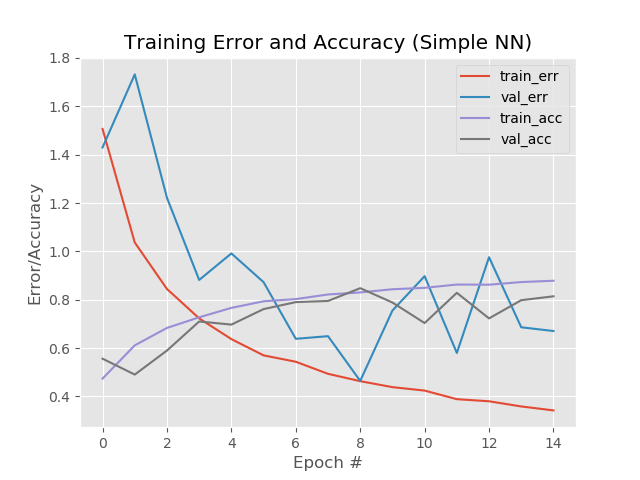 Training Error and Accuracy (Simple NN)
train_err
val_err
train_acc
val_acc
Error/Accuracy
1.8
1.6
1.4
1.2
1.0
0.8
0.6
0.4
0 2 4 6 8 10 12 14
Epoch #